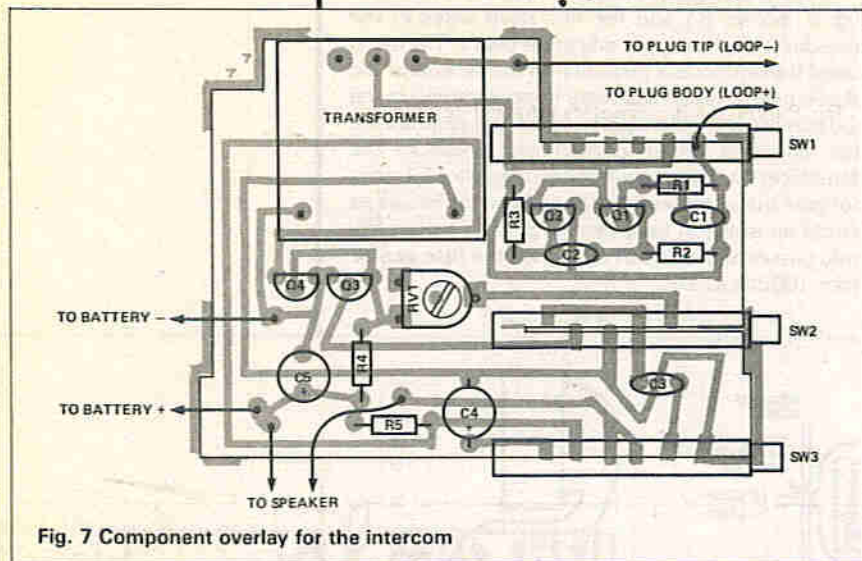 TO PLUG TIP (LOOP–)
TO PLUG BODY (LOOP+)
TRANSFORMER
SW1
R1
R3
Q2
Q1
C1
C2
R2
Q4
Q3
RV1
TO BATTERY –
SW2
R4
C5
+
C3
TO BATTERY +
C4
+
R5
SW3
TO SPEAKER
Fig. 7 Component overlay for the intercom